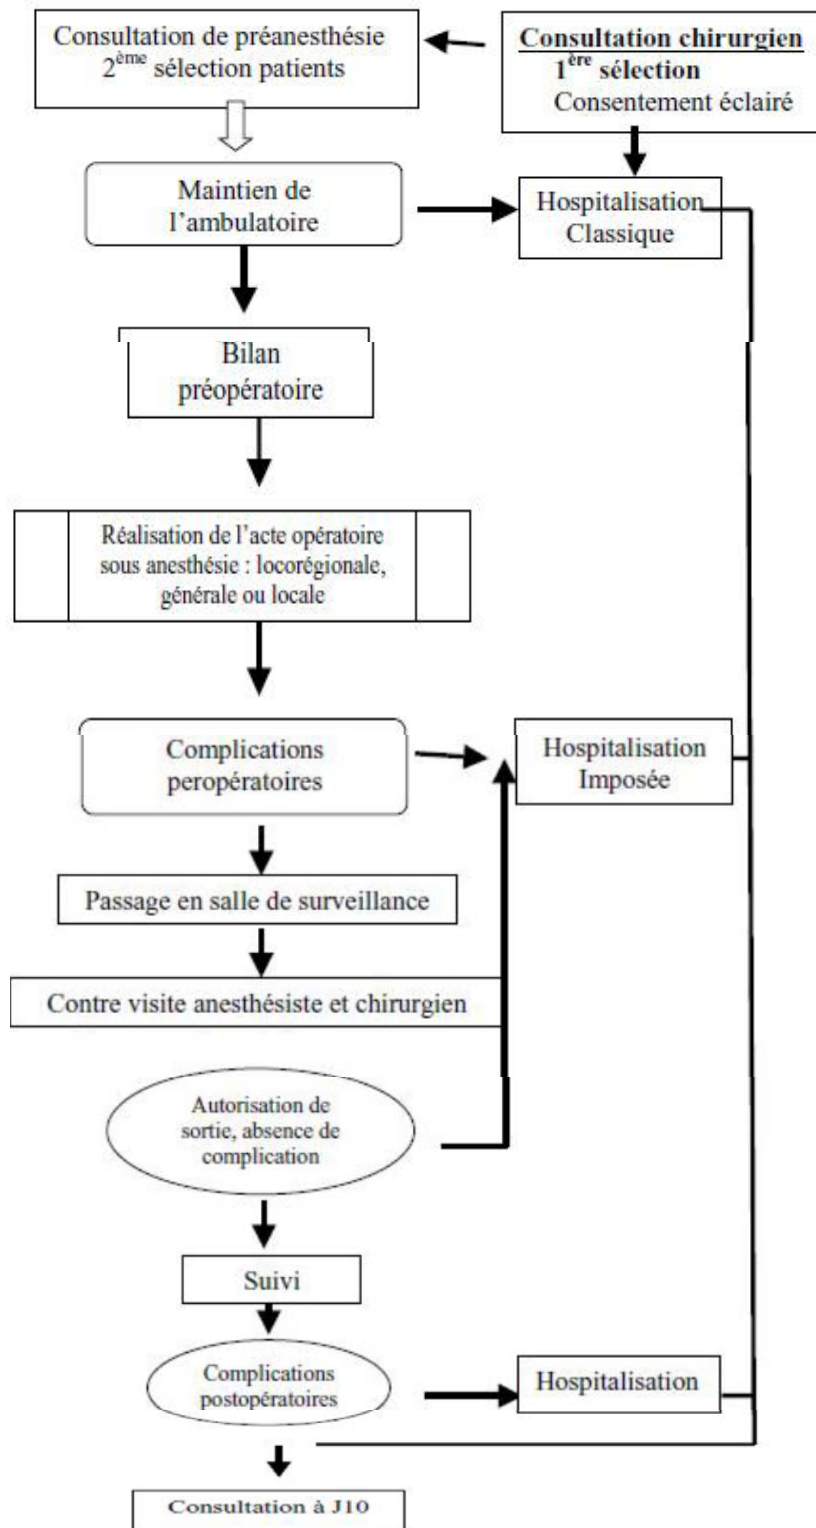 Consultation de préanesthésie
2ème sélection patients
Consultation chirurgien
1ère sélection
Consentement éclairé
Maintien de
l’ambulatoire
Hospitalisation
Classique
Bilan
préopératoire
Réalisation de l’acte opératoire
sous anesthésie : locorégionale,
générale ou locale
Complications
peropératoires
Hospitalisation
Imposée
Passage en salle de surveillance
Contre visite anesthésiste et chirurgien
Autorisation de
sortie, absence de
complication
Suivi
Complications
postopératoires
Hospitalisation
Consultation à J10